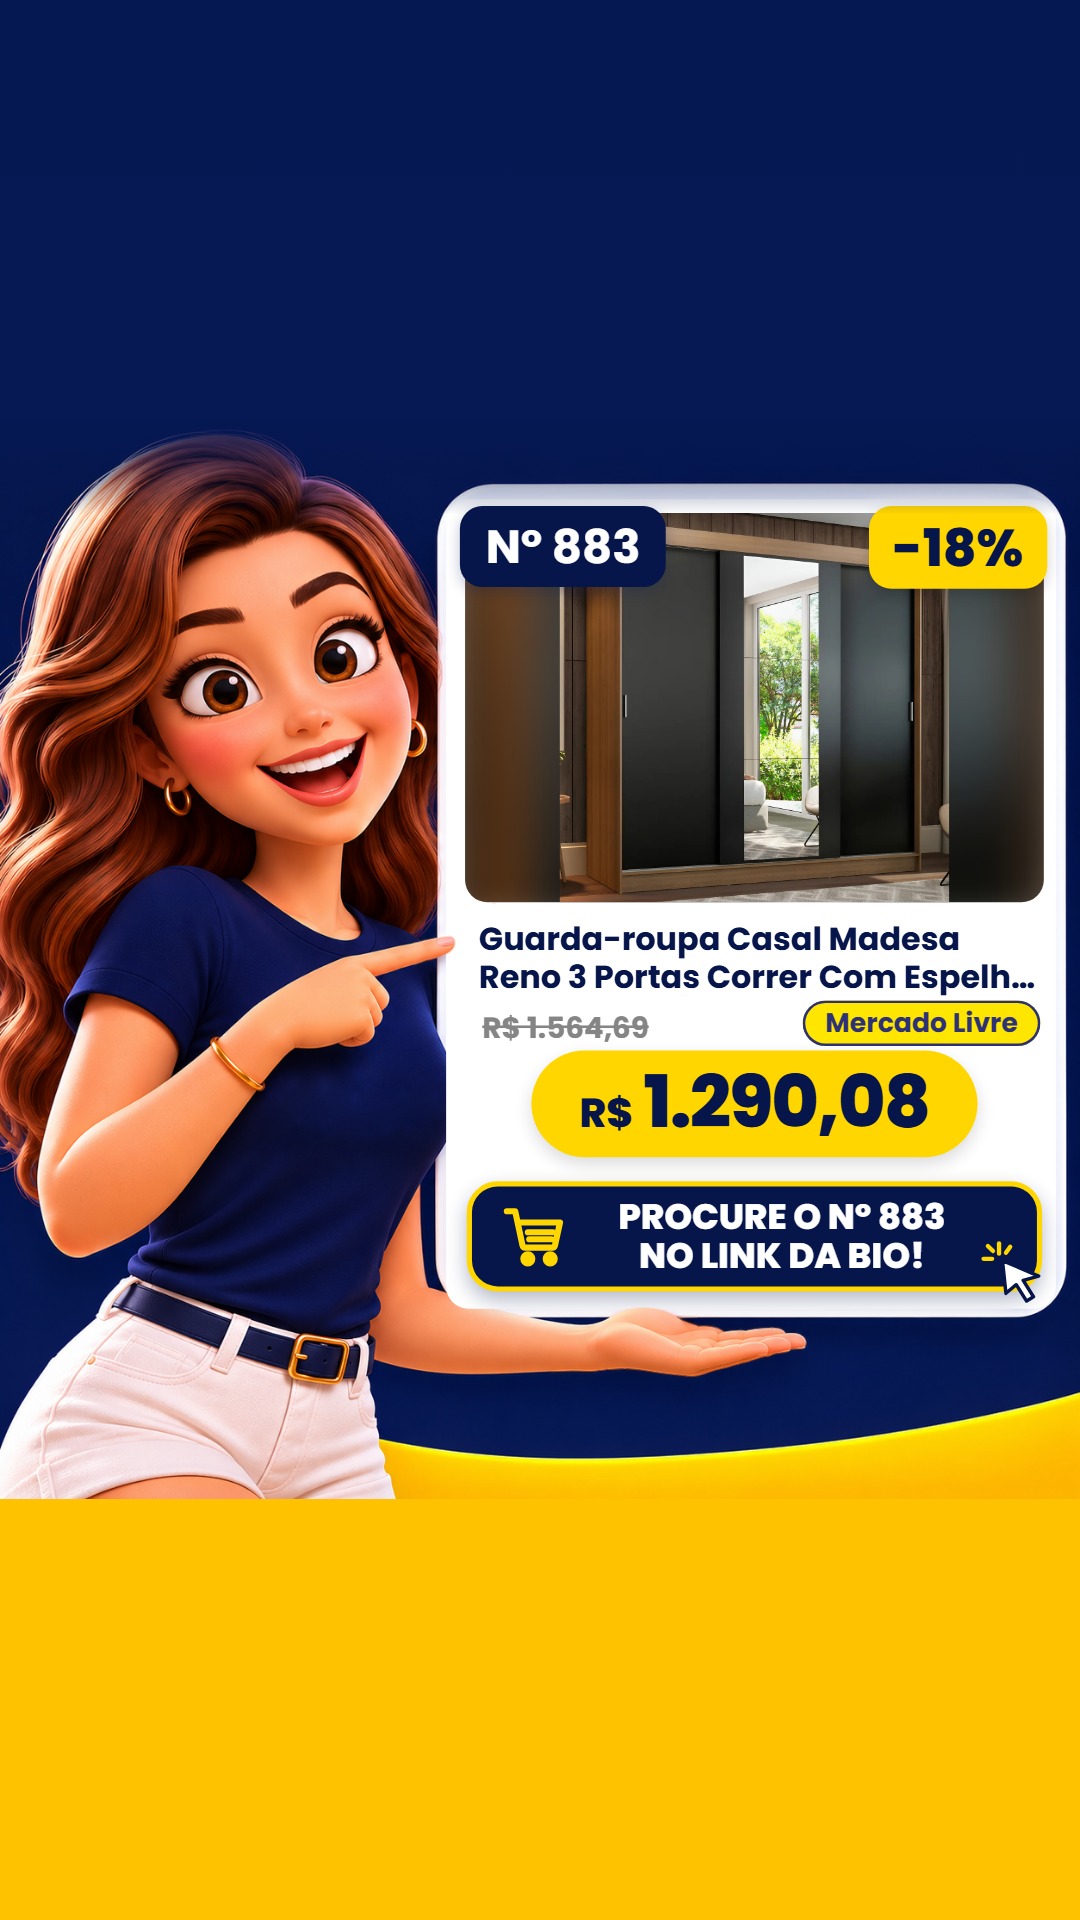 Nº 883
-18%
Guarda-roupa Casal Madesa
Reno 3 Portas Correr Com Espelh...
R$ 1.564,69
Mercado Livre
R$ 1.290,08
PROCURE O Nº 883
NO LINK DA BIO!